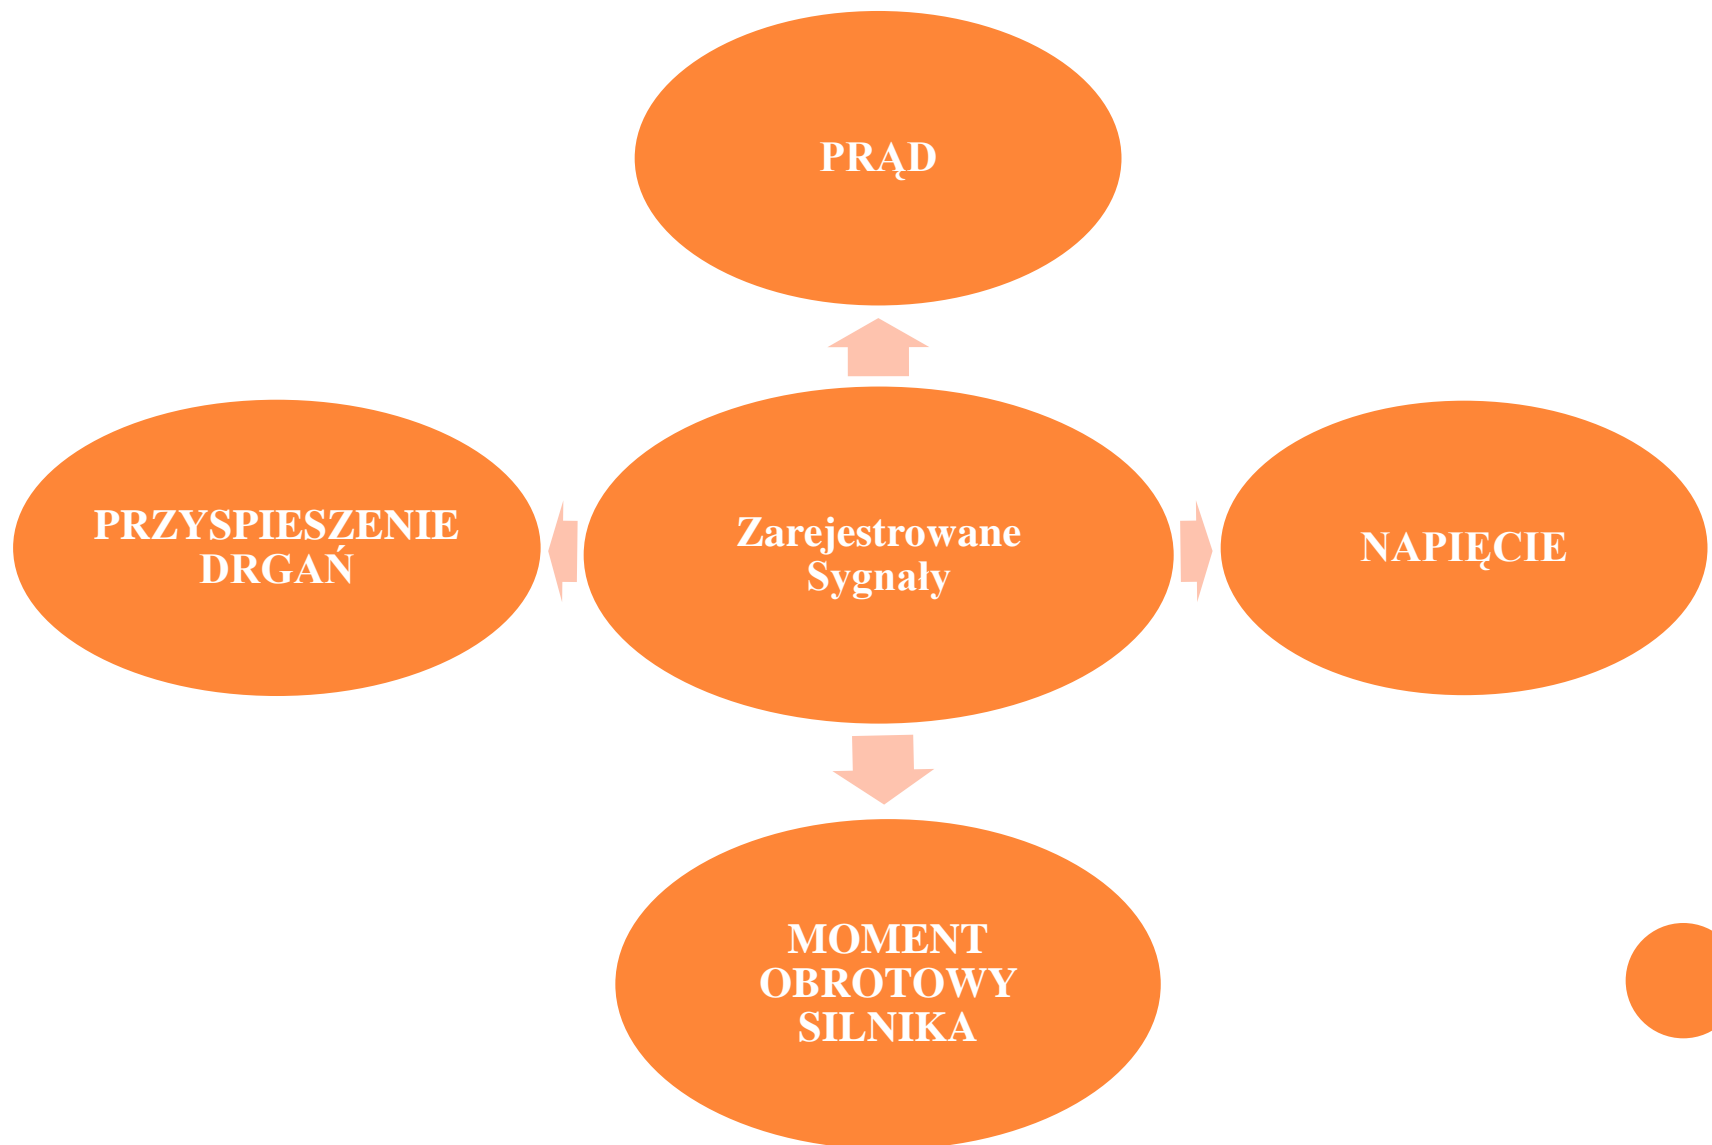 PRĄD
PRZYSPIESZENIE
DRGAŃ
Zarejestrowane
Sygnały
NAPIĘCIE
MOMENT
OBROTOWY
SILNIKA